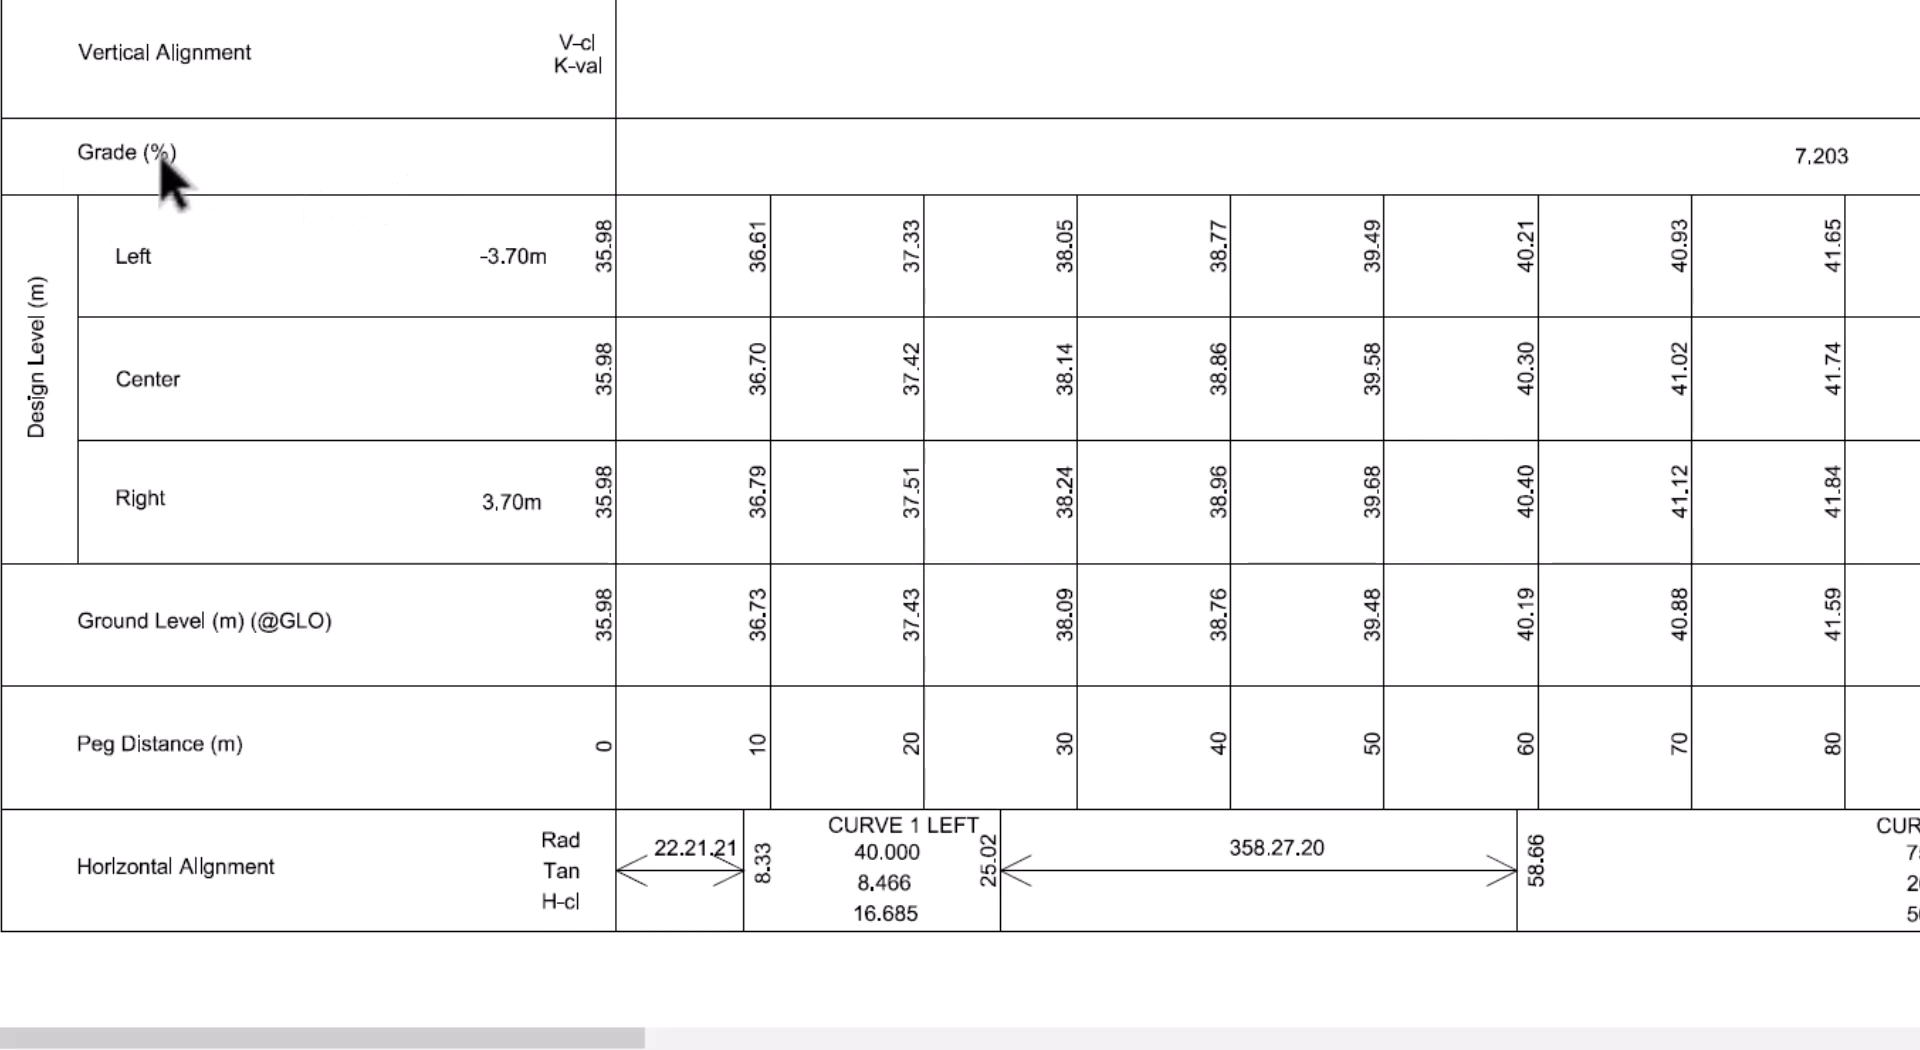 Vertical Alignment V-cl
K-val
Grade (%) 7.203
Design Level (m)
Left -3.70m 35.98 36.61 37.33 38.05 38.77 39.49 40.21 40.93 41.65
Center 35.98 36.70 37.42 38.14 38.86 39.58 40.30 41.02 41.74
Right 3.70m 35.98 36.79 37.51 38.24 38.96 39.68 40.40 41.12 41.84
Ground Level (m) (@GLO) 35.98 36.73 37.43 38.09 38.76 39.48 40.19 40.88 41.59
Peg Distance (m) 0 10 20 30 40 50 60 70 80
Horizontal Alignment
Rad
Tan
H-cl
22.21.21
8.33
CURVE 1 LEFT
40.000
8.466
16.685
25.02
358.27.20
58.66
CUR